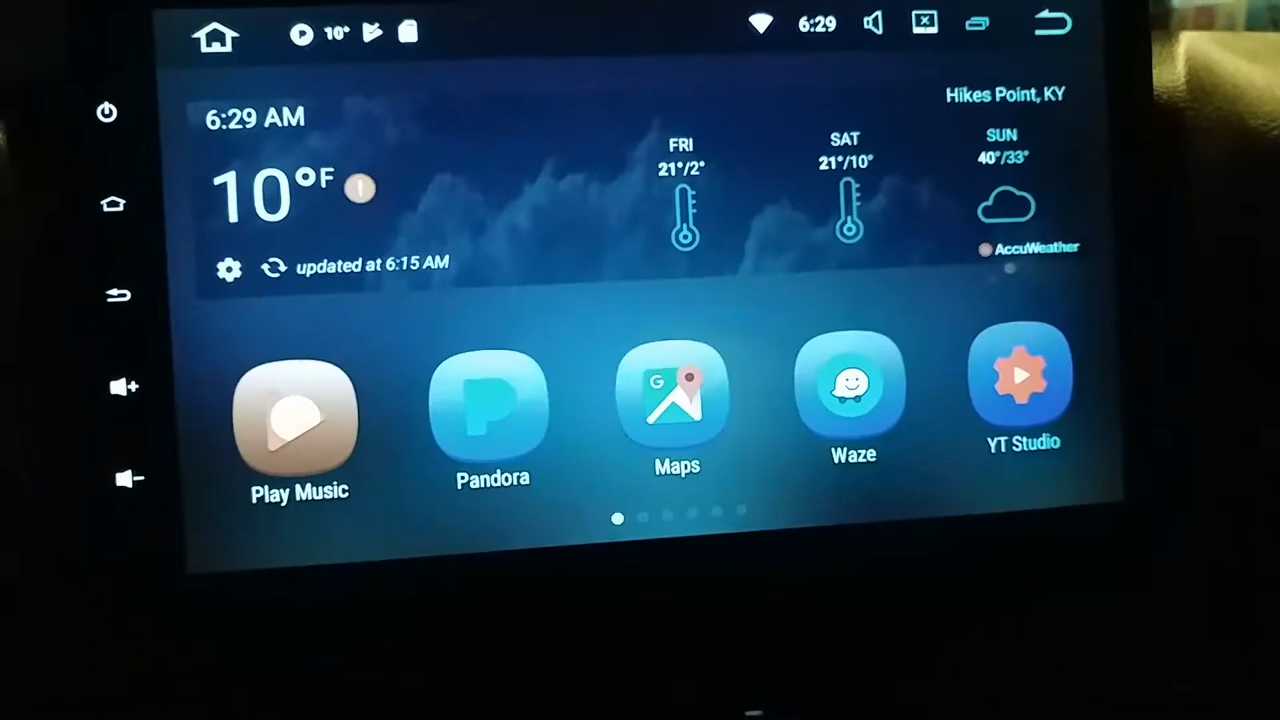 10°
6:29
6:29 AM
Hikes Point, KY
10°F
FRI
21°/2°
SAT
21°/10°
SUN
40°/33°
updated at 6:15 AM
AccuWeather
G
Play Music
Pandora
Maps
Waze
YT Studio